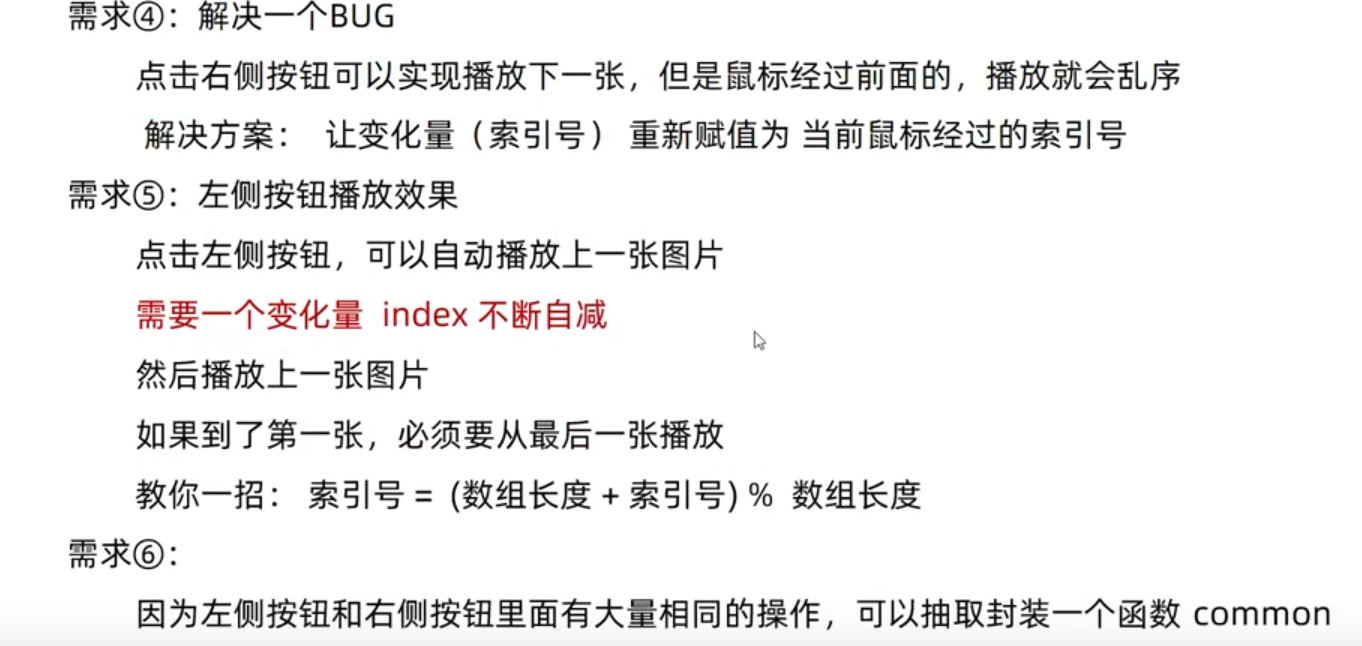 需求④：解决一个BUG
点击右侧按钮可以实现播放下一张，但是鼠标经过前面的，播放就会乱序
解决方案： 让变化量（索引号） 重新赋值为 当前鼠标经过的索引号
需求⑤：左侧按钮播放效果
点击左侧按钮，可以自动播放上一张图片
需要一个变化量 index 不断自减
然后播放上一张图片
如果到了第一张，必须要从最后一张播放
教你一招： 索引号 = (数组长度 + 索引号) % 数组长度
需求⑥：
因为左侧按钮和右侧按钮里面有大量相同的操作，可以抽取封装一个函数 common